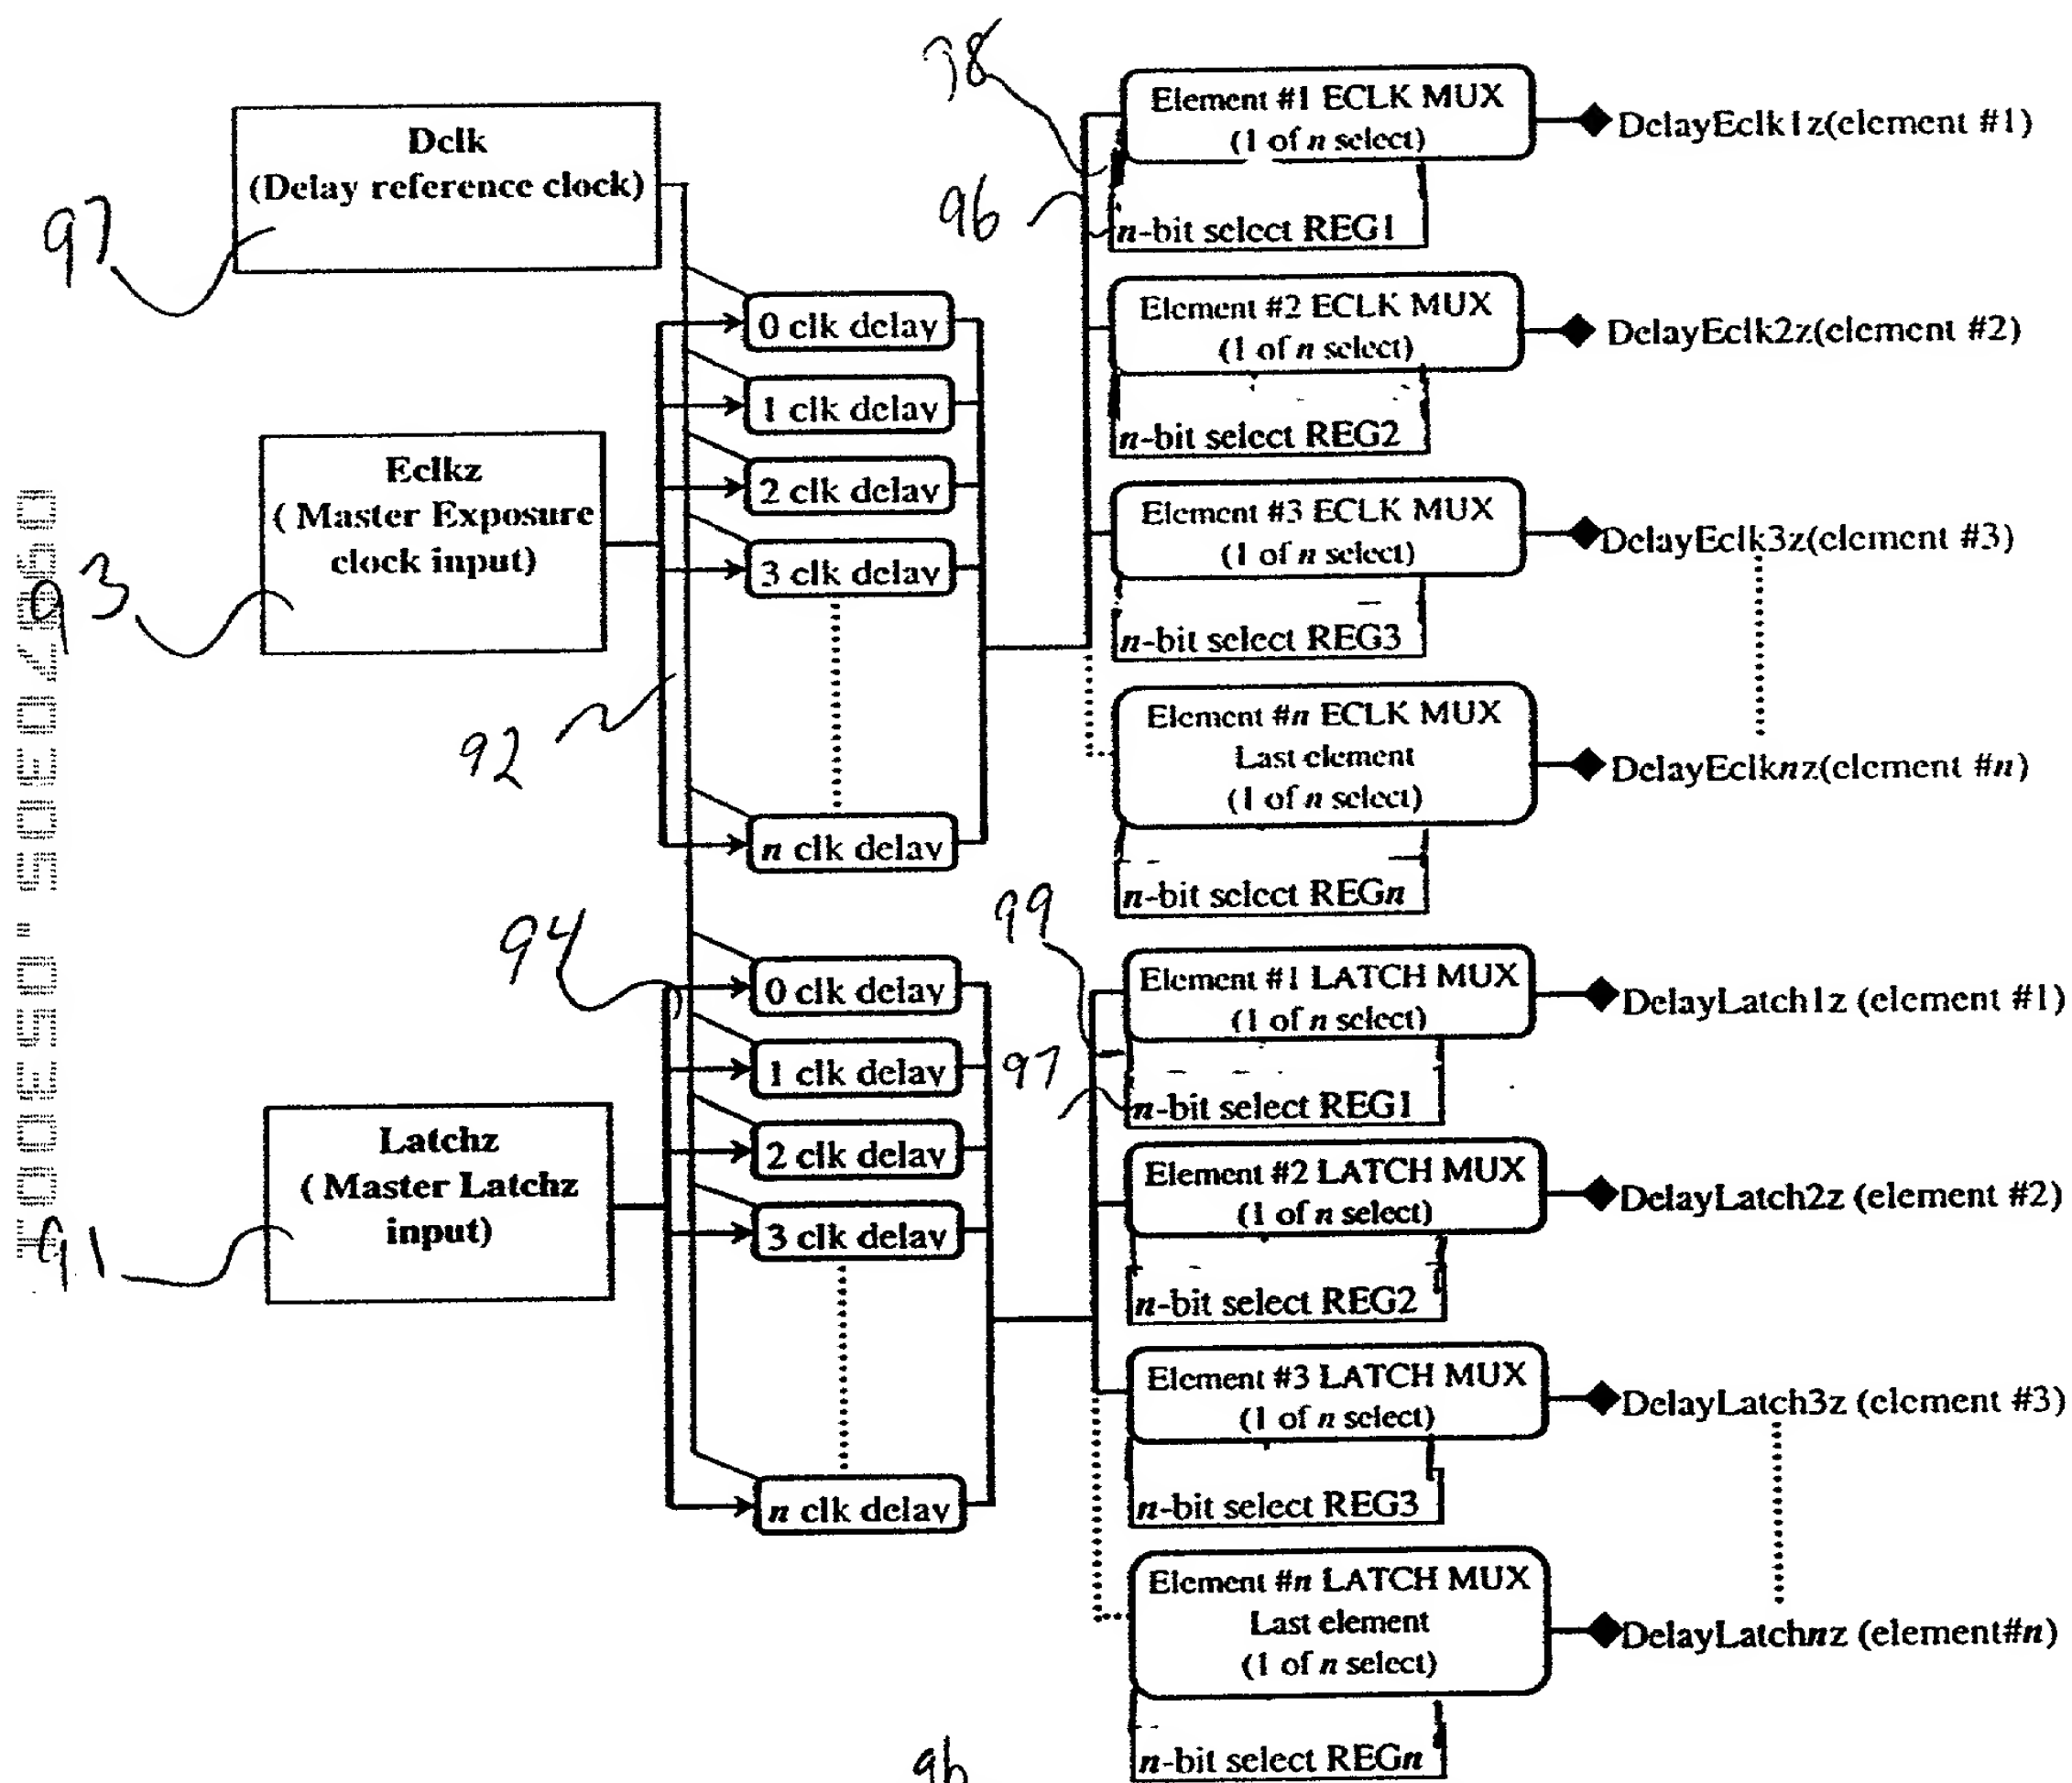 98
Element #1 ECLK MUX
(1 of n select)
DelayEclk1z(element #1)
Dclk
(Delay reference clock)
97
96
n-bit select REG1
Element #2 ECLK MUX
(1 of n select)
DelayEclk2z(element #2)
n-bit select REG2
0 clk delay
1 clk delay
2 clk delay
3 clk delay
n clk delay
Eclkz
( Master Exposure
clock input)
93
92
Element #3 ECLK MUX
(1 of n select)
DelayEclk3z(element #3)
n-bit select REG3
Element #n ECLK MUX
Last element
(1 of n select)
DelayEclknz(element #n)
n-bit select REGn
94
99
Element #1 LATCH MUX
(1 of n select)
DelayLatch1z (element #1)
97
n-bit select REG1
0 clk delay
1 clk delay
2 clk delay
3 clk delay
n clk delay
Latchz
( Master Latchz
input)
91
Element #2 LATCH MUX
(1 of n select)
DelayLatch2z (element #2)
n-bit select REG2
Element #3 LATCH MUX
(1 of n select)
DelayLatch3z (element #3)
n-bit select REG3
Element #n LATCH MUX
Last element
(1 of n select)
DelayLatchnz (element#n)
n-bit select REGn